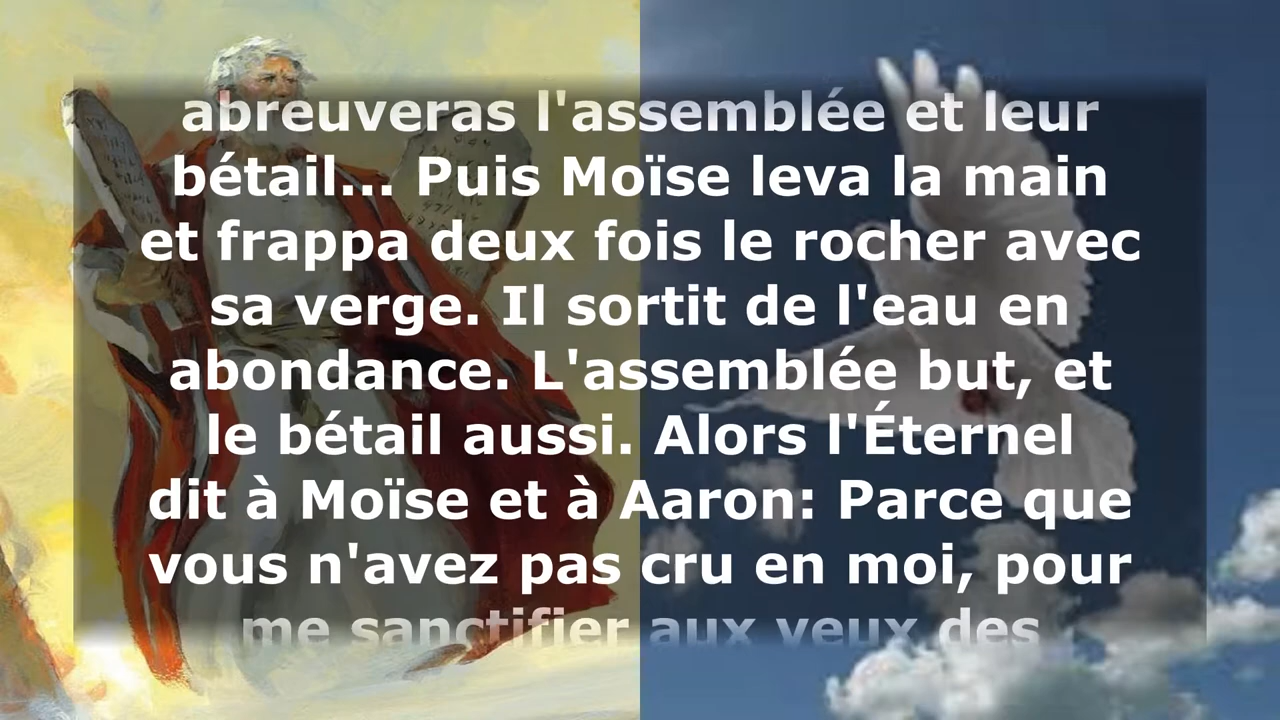 abreuveras l'assemblée et leur
bétail... Puis Moïse leva la main
et frappa deux fois le rocher avec
sa verge. Il sortit de l'eau en
abondance. L'assemblée but, et
le bétail aussi. Alors l'Éternel
dit à Moïse et à Aaron: Parce que
vous n'avez pas cru en moi, pour
me sanctifier aux yeux des